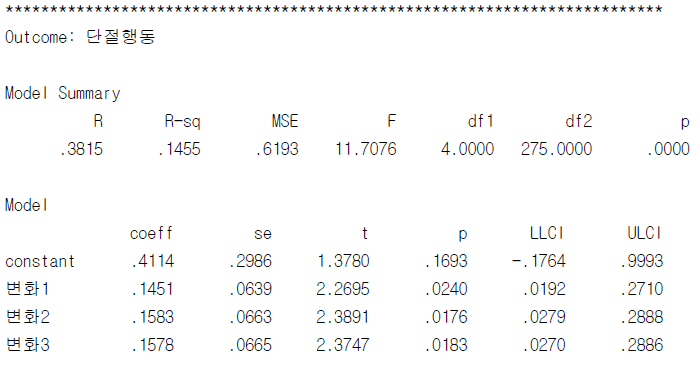 **************************************************************************
Outcome: 단절행동
Model Summary
R R-sq MSE F df1 df2 p
.3815 .1455 .6193 11.7076 4.0000 275.0000 .0000
Model
coeff se t p LLCI ULCI
constant .4114 .2986 1.3780 .1693 -.1764 .9993
변화1 .1451 .0639 2.2695 .0240 .0192 .2710
변화2 .1583 .0663 2.3891 .0176 .0279 .2888
변화3 .1578 .0665 2.3747 .0183 .0270 .2886